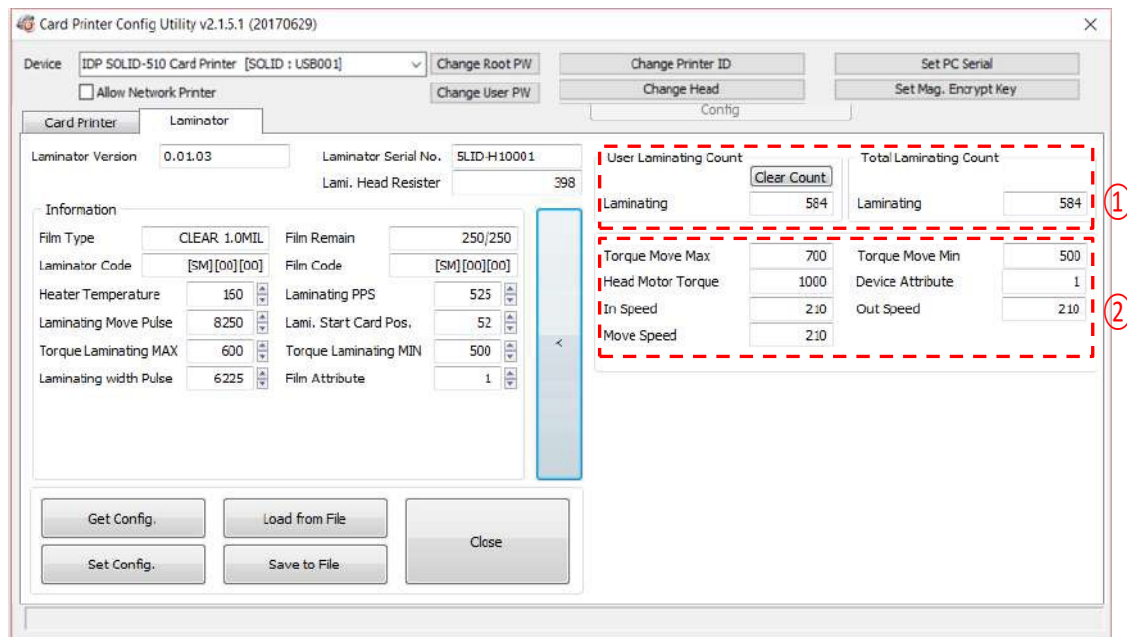 Card Printer Config Utility v2.1.5.1 (20170629)
Device IDP SOLID-510 Card Printer [SOLID : USB001] Change Root PW Change Printer ID Set PC Serial
Allow Network Printer Change User PW Change Head Set Mag. Encrypt Key
Config
Card Printer Laminator
Laminator Version 0.01.03 Laminator Serial No. SLID-H10001
Lami. Head Resister 398
Information
Film Type CLEAR 1.0MIL Film Remain 250/250
Laminator Code [SM][00][00] Film Code [SM][00][00]
Heater Temperature 160 Laminating PPS 525
Laminating Move Pulse 8250 Lami. Start Card Pos. 52
Torque Laminating MAX 600 Torque Laminating MIN 500
Laminating width Pulse 6225 Film Attribute 1
<
User Laminating Count Total Laminating Count
Clear Count
Laminating 584 Laminating 584
①
Torque Move Max 700 Torque Move Min 500
Head Motor Torque 1000 Device Attribute 1
In Speed 210 Out Speed 210
Move Speed 210
②
Get Config. Load from File Close
Set Config. Save to File